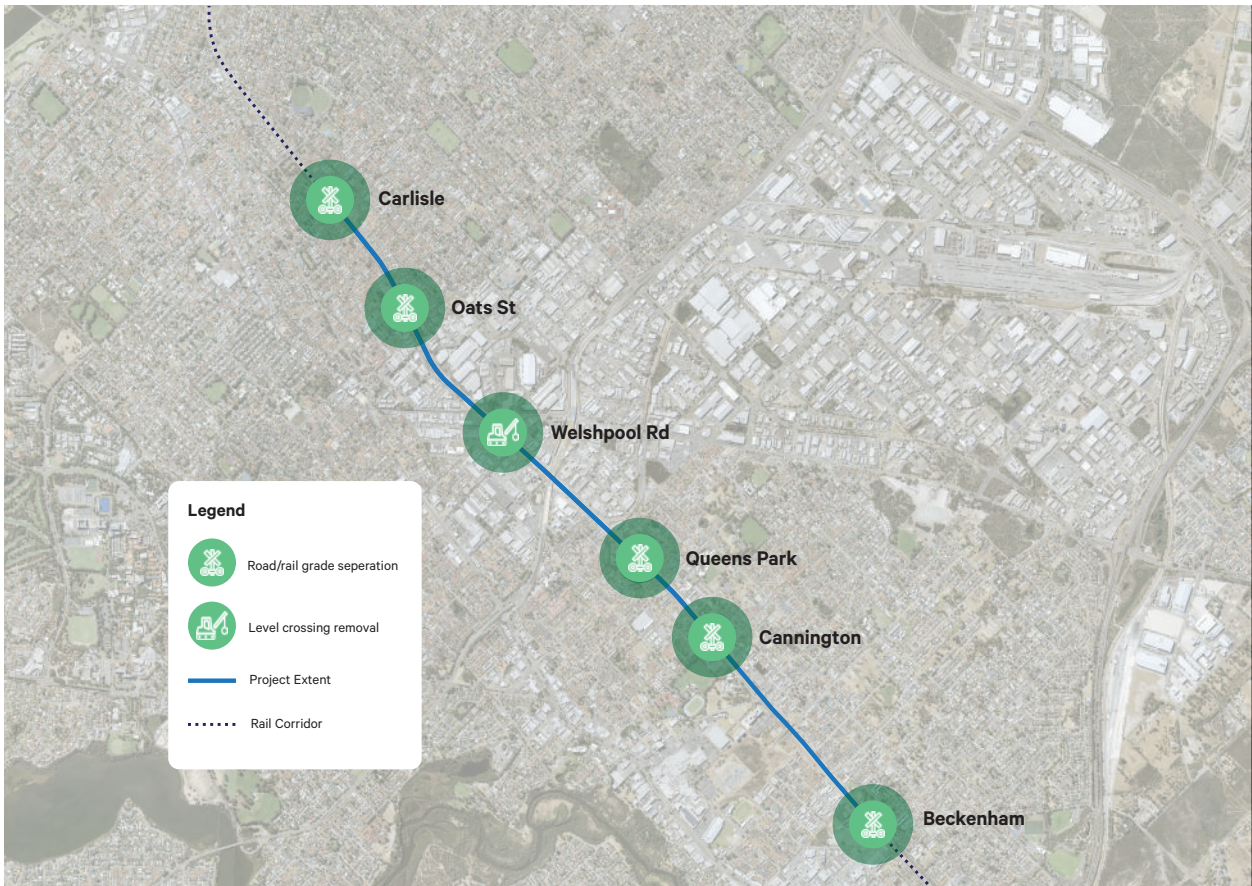 Carlisle
Oats St
Welshpool Rd
Queens Park
Cannington
Beckenham
Legend
Road/rail grade seperation
Level crossing removal
Project Extent
Rail Corridor